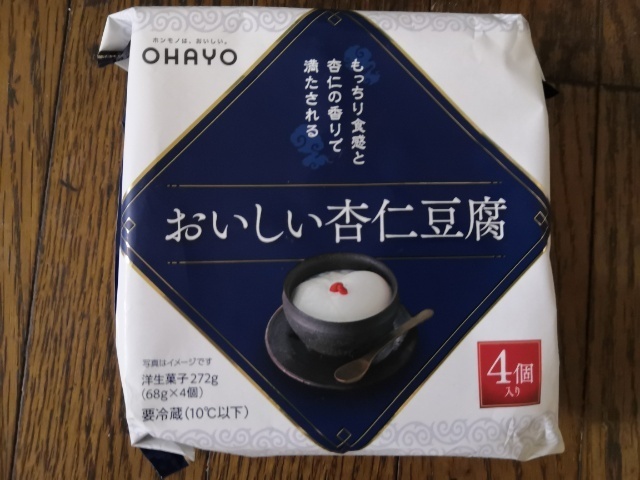 ホンモノは、おいしい。
OHAYO
もっちり食感と
杏仁の香りで
満たされる
おいしい杏仁豆腐
写真はイメージです
洋生菓子272g
(68g×4個)
要冷蔵(10℃以下)
4個
入り